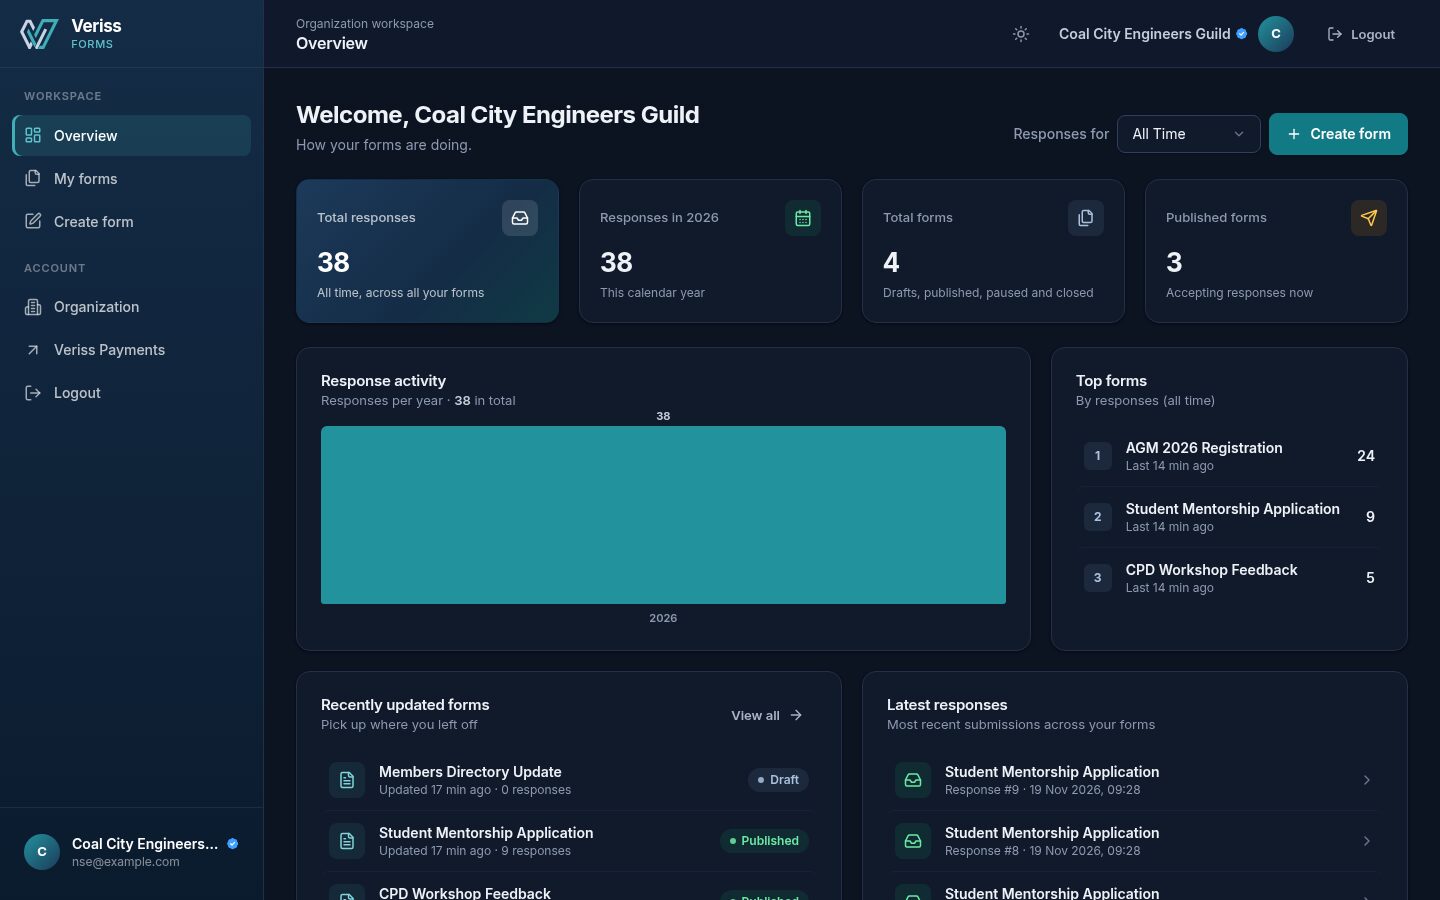 Veriss
FORMS
WORKSPACE
Overview
My forms
Create form
ACCOUNT
Organization
Veriss Payments
Logout
Coal City Engineers...
nse@example.com
Organization workspace
Overview
Coal City Engineers Guild
C
Logout
Welcome, Coal City Engineers Guild
How your forms are doing.
Responses for
All Time
Create form
Total responses
38
All time, across all your forms
Responses in 2026
38
This calendar year
Total forms
4
Drafts, published, paused and closed
Published forms
3
Accepting responses now
Response activity
Responses per year · 38 in total
38
2026
Top forms
By responses (all time)
1
AGM 2026 Registration
24
Last 14 min ago
2
Student Mentorship Application
9
Last 14 min ago
3
CPD Workshop Feedback
5
Last 14 min ago
Recently updated forms
Pick up where you left off
View all
Members Directory Update
Updated 17 min ago · 0 responses
Draft
Student Mentorship Application
Updated 17 min ago · 9 responses
Published
CPD Workshop Feedback
Published
Latest responses
Most recent submissions across your forms
Student Mentorship Application
Response #9 · 19 Nov 2026, 09:28
Student Mentorship Application
Response #8 · 19 Nov 2026, 09:28
Student Mentorship Application
C